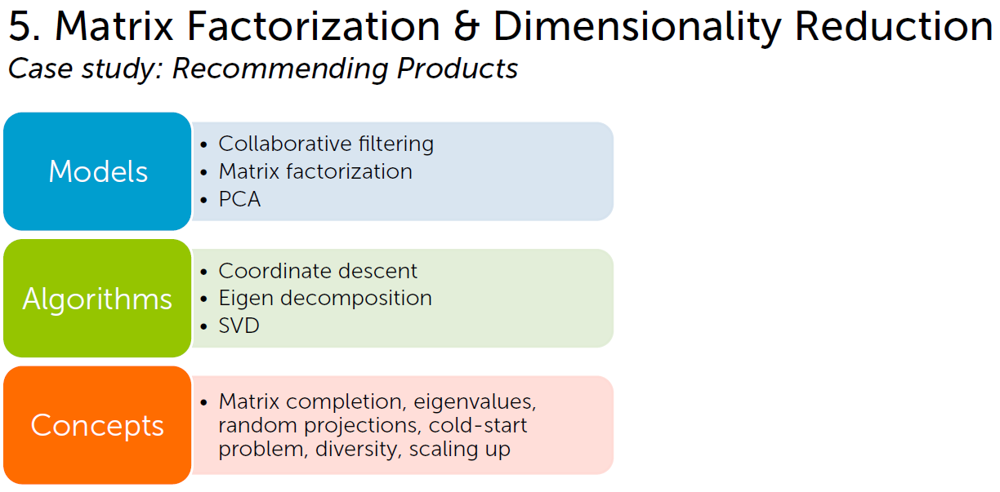 5. Matrix Factorization & Dimensionality Reduction
Case study: Recommending Products
Models
• Collaborative filtering
• Matrix factorization
• PCA
Algorithms
• Coordinate descent
• Eigen decomposition
• SVD
Concepts
• Matrix completion, eigenvalues,
random projections, cold-start
problem, diversity, scaling up